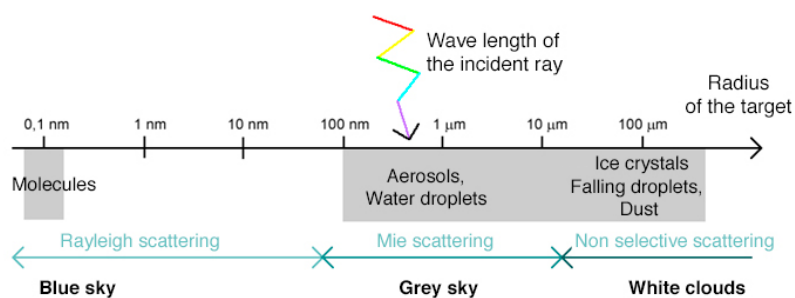 Wave length of
the incident ray
Radius
of the target
0,1 nm 1 nm 10 nm 100 nm 1 µm 10 µm 100 µm
Molecules
Aerosols,
Water droplets
Ice crystals
Falling droplets,
Dust
Rayleigh scattering Mie scattering Non selective scattering
Blue sky Grey sky White clouds